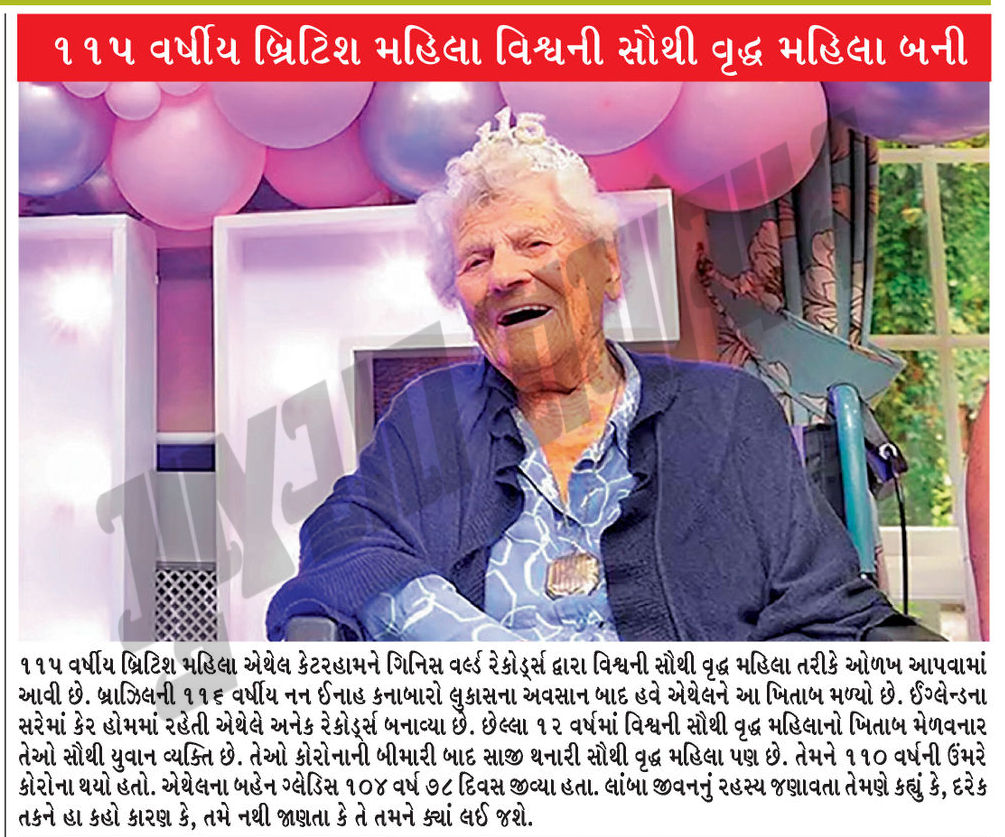 ૧૧૫ વર્ષીય બ્રિટિશ મહિલા વિશ્વની સૌથી વૃદ્ધ મહિલા બની
115
૧૧૫ વર્ષીય બ્રિટિશ મહિલા એથેલ કેટરહામને ગિનિસ વર્લ્ડ રેકોર્ડ્સ દ્વારા વિશ્વની સૌથી વૃદ્ધ મહિલા તરીકે ઓળખ આપવામાં
આવી છે. બ્રાઝિલની ૧૧૬ વર્ષીય નન ઈનાહ કનાબારો લુકાસના અવસાન બાદ હવે એથેલને આ ખિતાબ મળ્યો છે. ઈંગ્લેન્ડના
સરેમાં કેર હોમમાં રહેતી એથેલે અનેક રેકોર્ડ્સ બનાવ્યા છે. છેલ્લા ૧૨ વર્ષમાં વિશ્વની સૌથી વૃદ્ધ મહિલાનો ખિતાબ મેળવનાર
તેઓ સૌથી યુવાન વ્યક્તિ છે. તેઓ કોરોનાની બીમારી બાદ સાજી થનારી સૌથી વૃદ્ધ મહિલા પણ છે. તેમને ૧૧૦ વર્ષની ઉંમરે
કોરોના થયો હતો. એથેલના બહેન ગ્લેડિસ ૧૦૪ વર્ષ ૭૮ દિવસ જીવ્યા હતા. લાંબા જીવનનું રહસ્ય જણાવતા તેમણે કહ્યું કે, દરેક
તકને હા કહો કારણ કે, તમે નથી જાણતા કે તે તમને ક્યાં લઈ જશે.